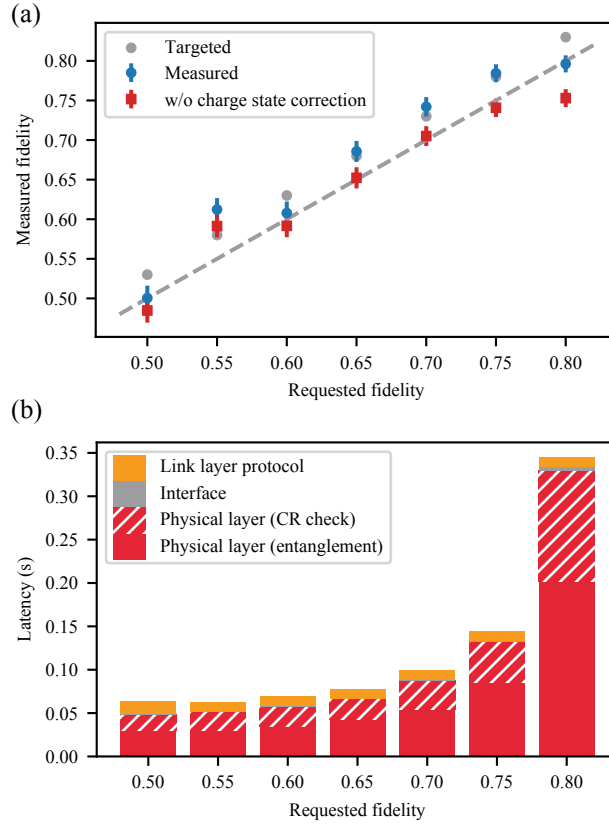 (a)
Targeted
Measured
w/o charge state correction
0.80
0.75
0.70
0.65
0.60
0.55
0.50
Measured fidelity
0.50 0.55 0.60 0.65 0.70 0.75 0.80
Requested fidelity
(b)
Link layer protocol
Interface
Physical layer (CR check)
Physical layer (entanglement)
0.35
0.30
0.25
0.20
0.15
0.10
0.05
0.00
Latency (s)
0.50 0.55 0.60 0.65 0.70 0.75 0.80
Requested fidelity